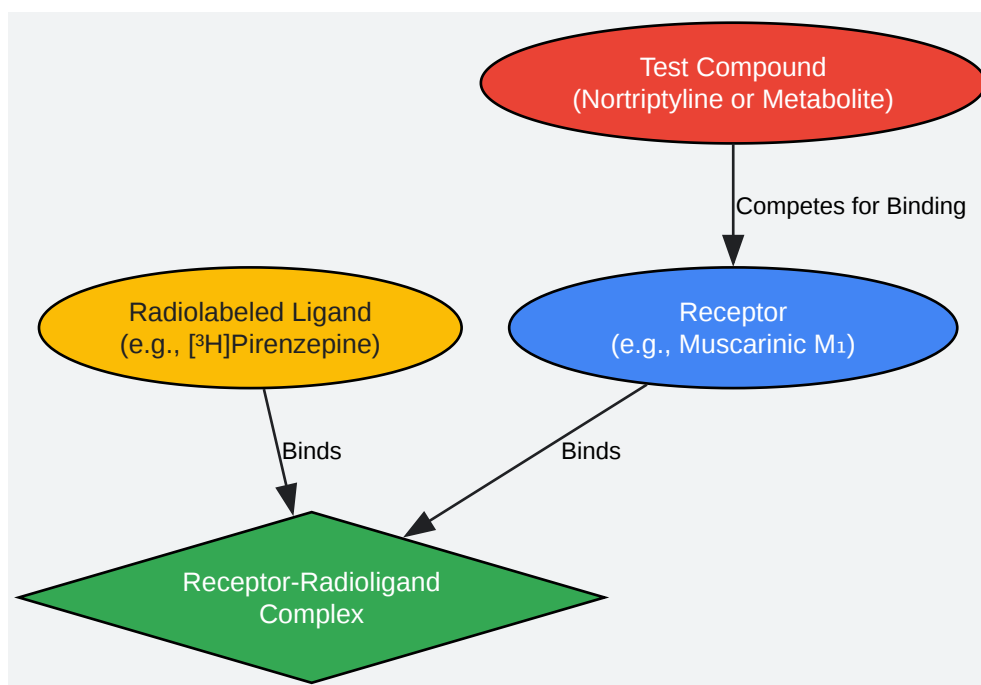 Test Compound
(Nortriptyline or Metabolite)
Competes for Binding
Radiolabeled Ligand
(e.g., [³H]Pirenzepine)
Receptor
(e.g., Muscarinic M₁)
Binds
Binds
Receptor-Radioligand
Complex